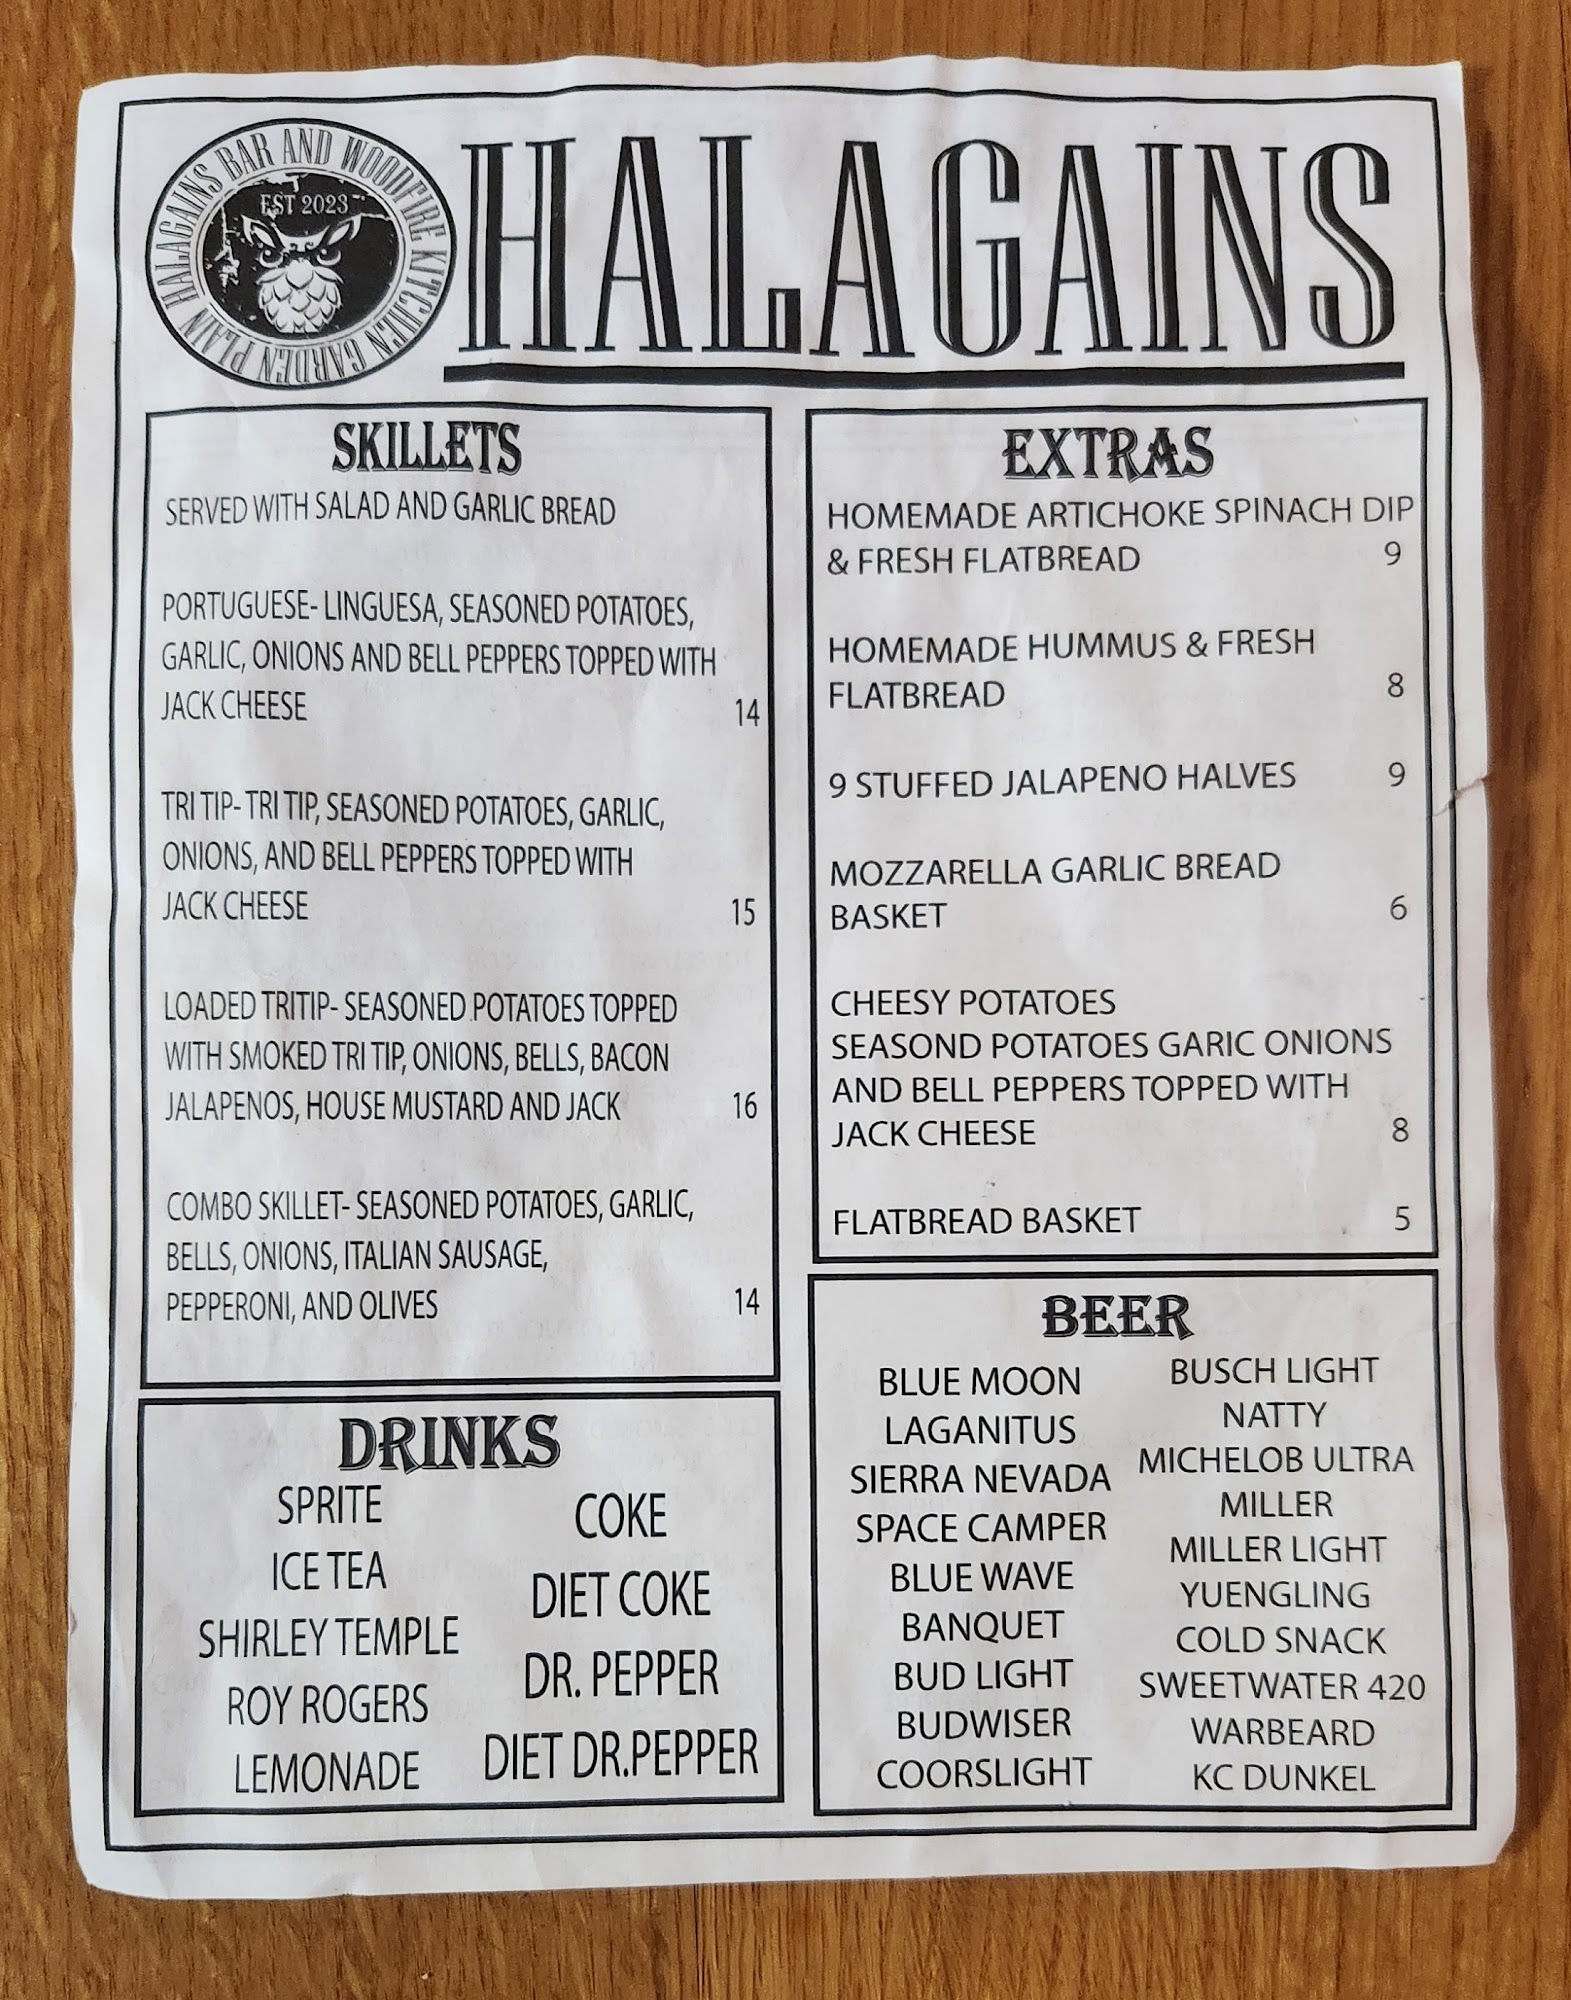 HALAGAINS BAR AND WOODFIRE KITCHEN GARDEN PLAIN
EST 2023
HALAGAINS
SKILLETS
SERVED WITH SALAD AND GARLIC BREAD
PORTUGUESE- LINGUESA, SEASONED POTATOES,
GARLIC, ONIONS AND BELL PEPPERS TOPPED WITH
JACK CHEESE 14
TRI TIP- TRI TIP, SEASONED POTATOES, GARLIC,
ONIONS, AND BELL PEPPERS TOPPED WITH
JACK CHEESE 15
LOADED TRITIP- SEASONED POTATOES TOPPED
WITH SMOKED TRI TIP, ONIONS, BELLS, BACON
JALAPENOS, HOUSE MUSTARD AND JACK 16
COMBO SKILLET- SEASONED POTATOES, GARLIC,
BELLS, ONIONS, ITALIAN SAUSAGE,
PEPPERONI, AND OLIVES 14
DRINKS
SPRITE
ICE TEA
SHIRLEY TEMPLE
ROY ROGERS
LEMONADE
COKE
DIET COKE
DR. PEPPER
DIET DR.PEPPER
EXTRAS
HOMEMADE ARTICHOKE SPINACH DIP
& FRESH FLATBREAD 9
HOMEMADE HUMMUS & FRESH
FLATBREAD 8
9 STUFFED JALAPENO HALVES 9
MOZZARELLA GARLIC BREAD
BASKET 6
CHEESY POTATOES
SEASOND POTATOES GARIC ONIONS
AND BELL PEPPERS TOPPED WITH
JACK CHEESE 8
FLATBREAD BASKET 5
BEER
BLUE MOON
LAGANITUS
SIERRA NEVADA
SPACE CAMPER
BLUE WAVE
BANQUET
BUD LIGHT
BUDWISER
COORSLIGHT
BUSCH LIGHT
NATTY
MICHELOB ULTRA
MILLER
MILLER LIGHT
YUENGLING
COLD SNACK
SWEETWATER 420
WARBEARD
KC DUNKEL